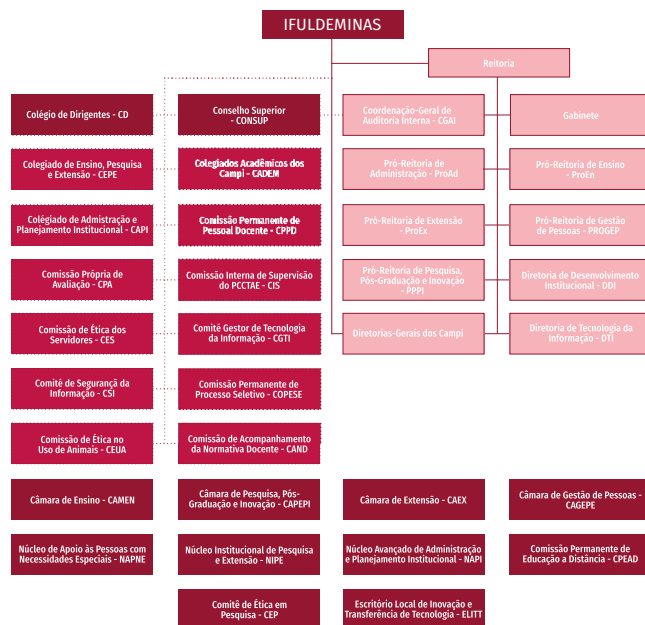 IFULDEMINAS
Reitoria
Colégio de Dirigentes - CD
Conselho Superior
- CONSUP
Coordenação-Geral de
Auditoria Interna - CGAI
Gabinete
Colegiado de Ensino, Pesquisa
e Extensão - CEPE
Colegiados Acadêmicos dos
Campi - CADEM
Pró-Reitoria de
Administração - ProAd
Pró-Reitoria de Ensino -
ProEn
Colégiado de Admistração e
Planejamento Institucional - CAPI
Comissão Permanente de
Pessoal Docente - CPPD
Pró-Reitoria de Extensão -
ProEx
Pró-Reitoria de Gestão
de Pessoas - PROGEP
Comissão Própria de
Avaliação - CPA
Comissão Interna de Supervisão
do PCCTAE - CIS
Pró-Reitoria de Pesquisa,
Pós-Graduação e Inovação -
PPPI
Diretoria de Desenvolvimento
Institucional - DDI
Comissão de Ética dos
Servidores - CES
Comité Gestor de Tecnologia
da Informação - CGTI
Diretorias-Gerais dos Campi
Diretoria de Tecnologia da
Informação - DTI
Comité de Segurançã da
Informação - CSI
Comissão Permanente de
Processo Seletivo - COPESE
Comissão de Ética no
Uso de Animais - CEUA
Comissão de Acompanhamento
da Normativa Docente - CAND
Câmara de Ensino - CAMEN
Câmara de Pesquisa, Pós-
Graduação e Inovação - CAPEPI
Câmara de Extensão - CAEX
Câmara de Gestão de Pessoas -
CAGEPE
Núcleo de Apoio às Pessoas com
Necessidades Especiais - NAPNE
Núcleo Institucional de Pesquisa
e Extensão - NIPE
Núcleo Avançado de Administração
e Planejamento Institucional - NAPI
Comissão Permanente de
Educação a Distância - CPEAD
Comitê de Ética em
Pesquisa - CEP
Escritório Local de Inovação e
Transferência de Tecnologia - ELITT